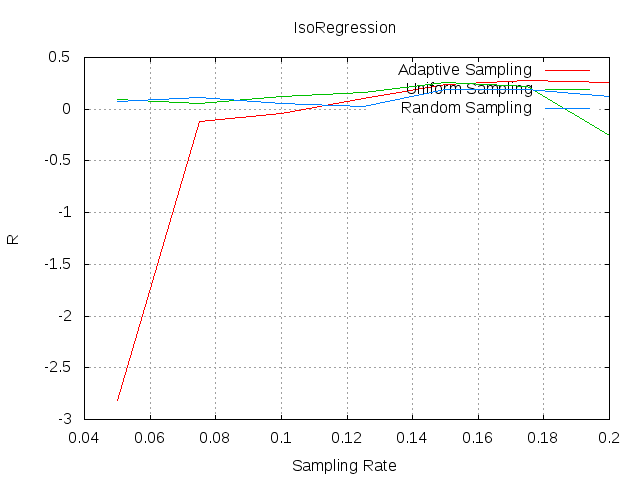 IsoRegression
0.5
0
-0.5
-1
-1.5
-2
-2.5
-3
R
Adaptive Sampling
Uniform Sampling
Random Sampling
0.04 0.06 0.08 0.1 0.12 0.14 0.16 0.18 0.2
Sampling Rate